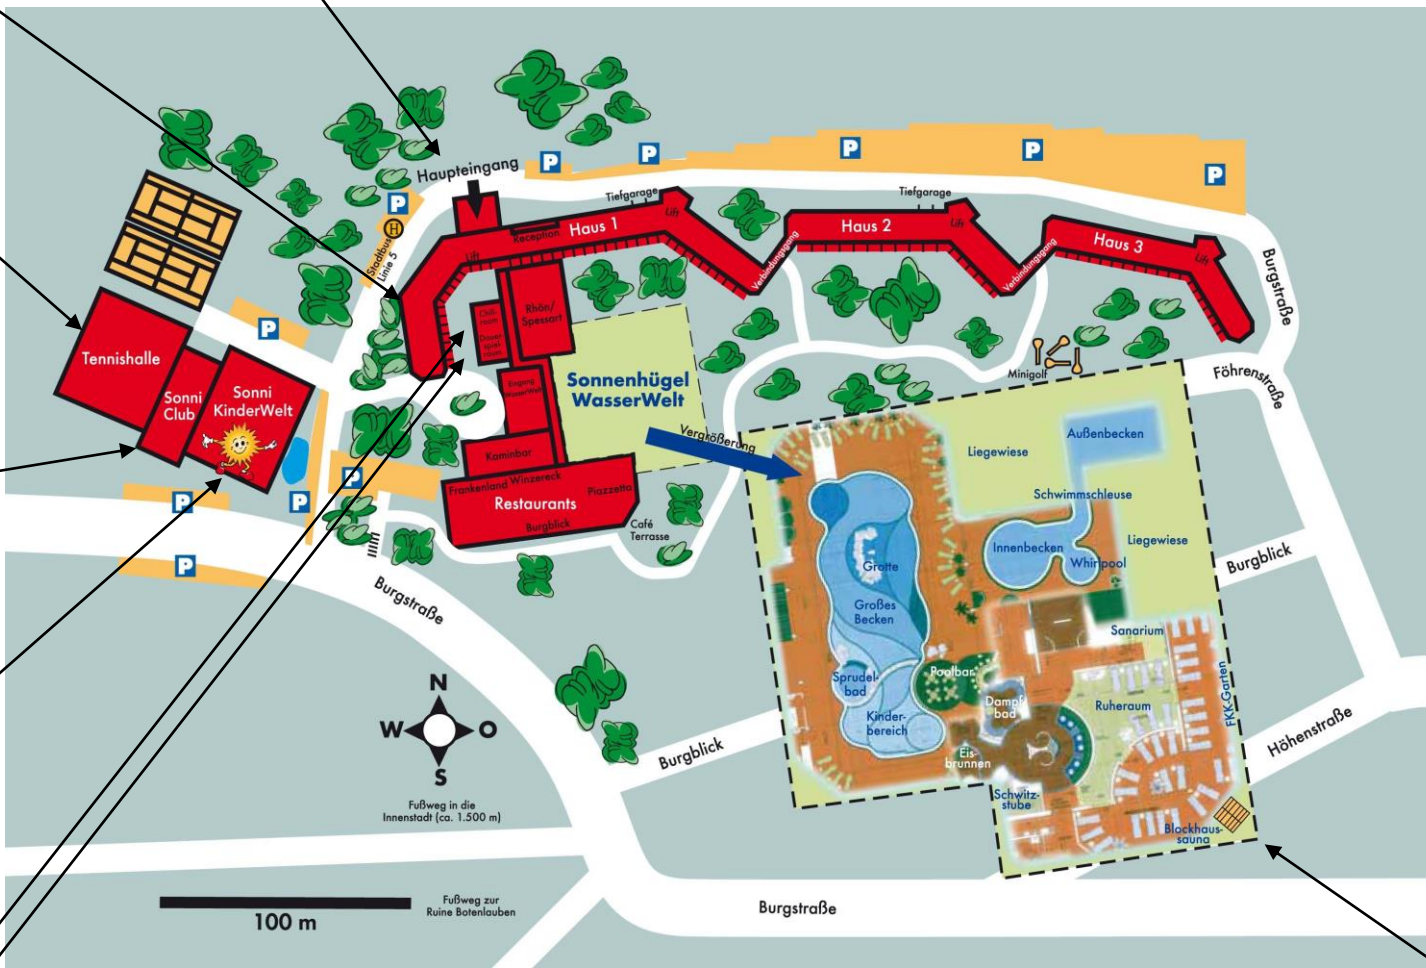 P
P
P
P
P
Haupteingang
P
H
Stadtbus
Linie 5
Tiefgarage
Tiefgarage
Lift
Reception
Haus 1
Lift
Haus 2
Lift
Haus 3
Lift
Verbindungsgang
Verbindungsgang
Burgstraße
P
Rhön/
Spessart
Tennishalle
Sonni
Club
Sonni
KinderWelt
Eingang
WasserWelt
Sonnenhügel
WasserWelt
Minigolf
Föhrenstraße
Vergrößerung
Kaminbar
P
P
P
P
Frankenland
Winzereck
Piazzetta
Restaurants
Burgblick
Café
Terrasse
Außenbecken
Liegewiese
Schwimmschleuse
Innenbecken
Whirlpool
Liegewiese
Burgblick
Grotte
Großes
Becken
Sanarium
Burgstraße
Sprudel-
bad
Poolbar
Kinder-
bereich
Dampf
bad
Ruheraum
FKK-Garten
Eis-
brunnen
Höhenstraße
Burgblick
Schwitz-
stube
Blockhaus-
sauna
N
W
O
S
Fußweg in die
Innenstadt (ca. 1.500 m)
100 m
Fußweg zur
Ruine Botenlauben
Burgstraße